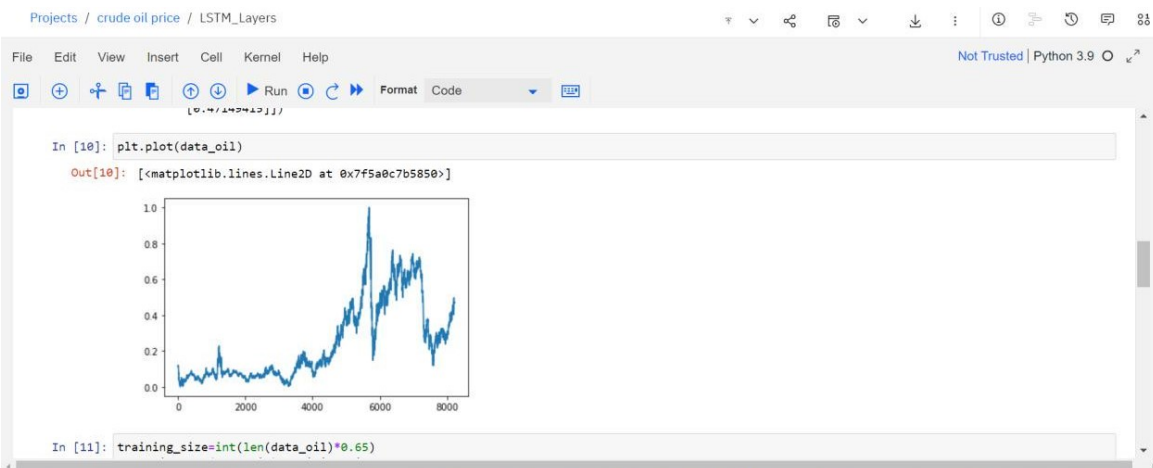 Projects / crude oil price / LSTM_Layers
File Edit View Insert Cell Kernel Help
Not Trusted | Python 3.9
Run Format Code
[0.47149415]])
In [10]: plt.plot(data_oil)
Out[10]: [<matplotlib.lines.Line2D at 0x7f5a0c7b5850>]
1.0
0.8
0.6
0.4
0.2
0.0
0 2000 4000 6000 8000
In [11]: training_size=int(len(data_oil)*0.65)